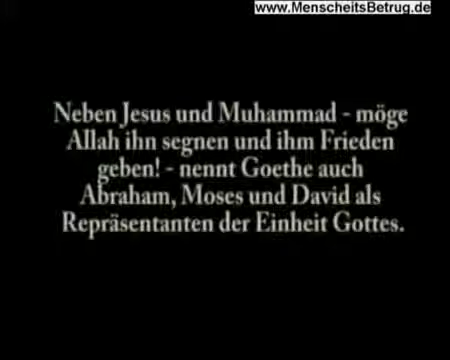 www.MenscheitsBetrug.de
Neben Jesus und Muhammad - möge
Allah ihn segnen und ihm Frieden
geben! - nennt Goethe auch
Abraham, Moses und David als
Repräsentanten der Einheit Gottes.